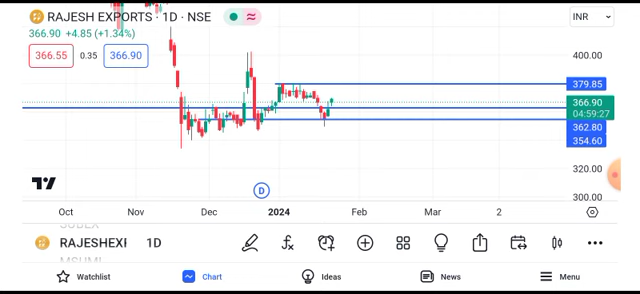 RAJESH EXPORTS · 1D · NSE
INR
366.90 +4.85 (+1.34%)
366.55 0.35 366.90
400.00
379.85
366.90
04:59:27
362.80
354.60
320.00
300.00
D
Oct Nov Dec 2024 Feb Mar 2
RAJESHEXI 1D
Watchlist Chart Ideas News Menu